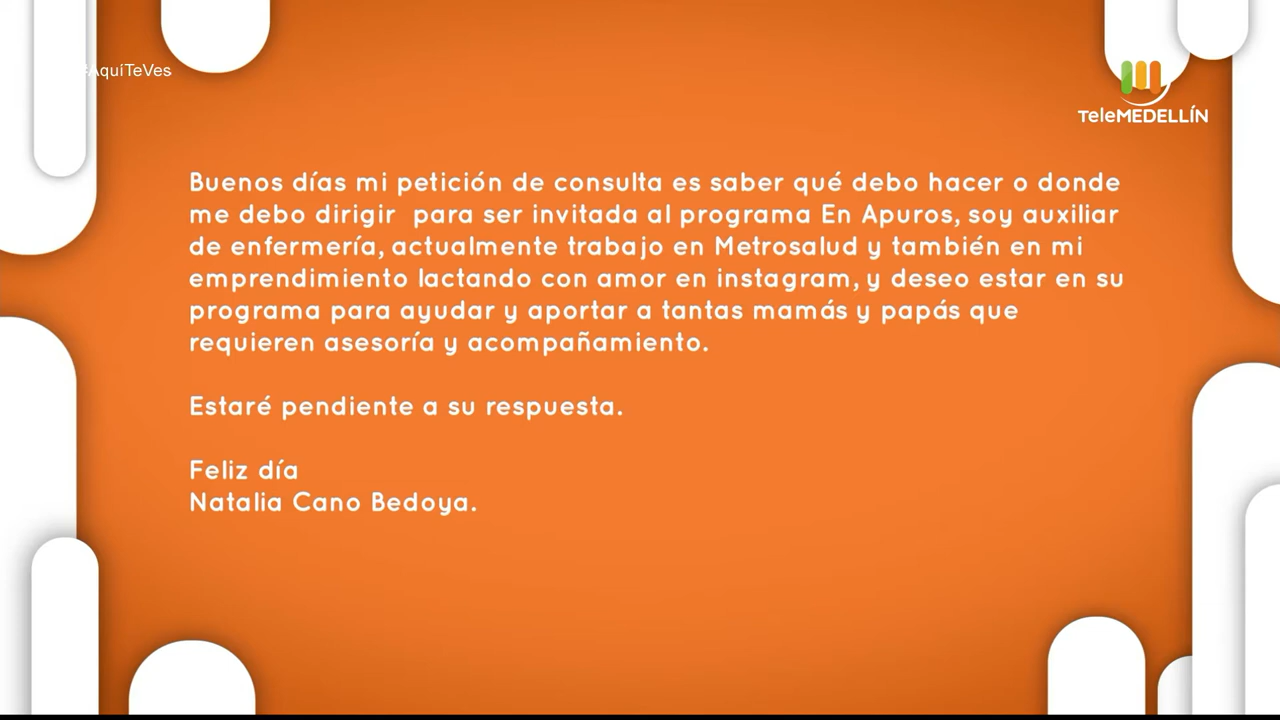 #AquíTeVes
TeleMEDELLÍN
Buenos días mi petición de consulta es saber qué debo hacer o donde
me debo dirigir  para ser invitada al programa En Apuros, soy auxiliar
de enfermería, actualmente trabajo en Metrosalud y también en mi
emprendimiento lactando con amor en instagram, y deseo estar en su
programa para ayudar y aportar a tantas mamás y papás que
requieren asesoría y acompañamiento.
Estaré pendiente a su respuesta.
Feliz día
Natalia Cano Bedoya.